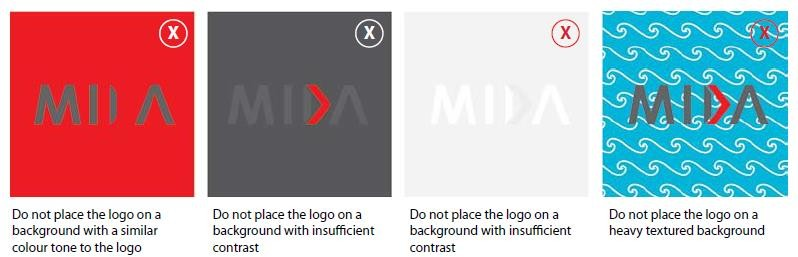 X
MIDA
Do not place the logo on a
background with a similar
colour tone to the logo
X
MIDA
Do not place the logo on a
background with insufficient
contrast
X
MIDA
Do not place the logo on a
background with insufficient
contrast
X
MIDA
Do not place the logo on a
heavy textured background